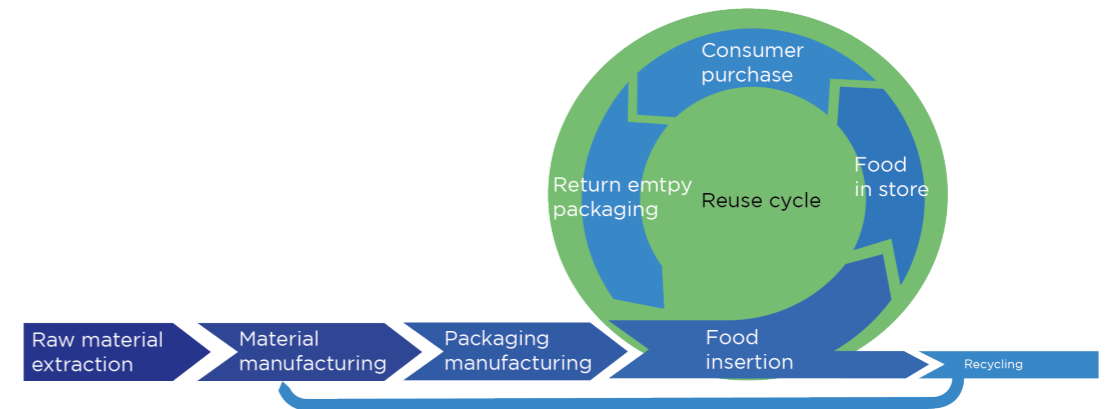 Consumer
purchase
Food
in store
Return emtpy
packaging
Reuse cycle
Raw material
extraction
Material
manufacturing
Packaging
manufacturing
Food
insertion
Recycling